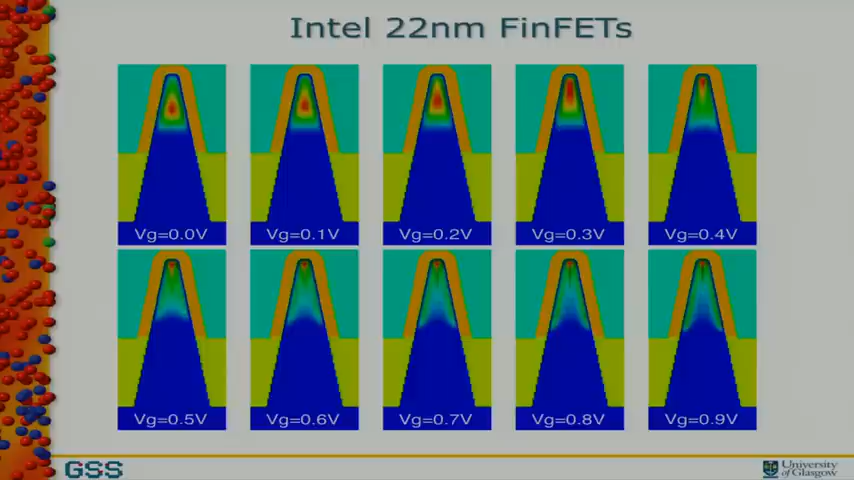 Intel 22nm FinFETs
Vg=0.0V
Vg=0.1V
Vg=0.2V
Vg=0.3V
Vg=0.4V
Vg=0.5V
Vg=0.6V
Vg=0.7V
Vg=0.8V
Vg=0.9V
GSS
University
of Glasgow